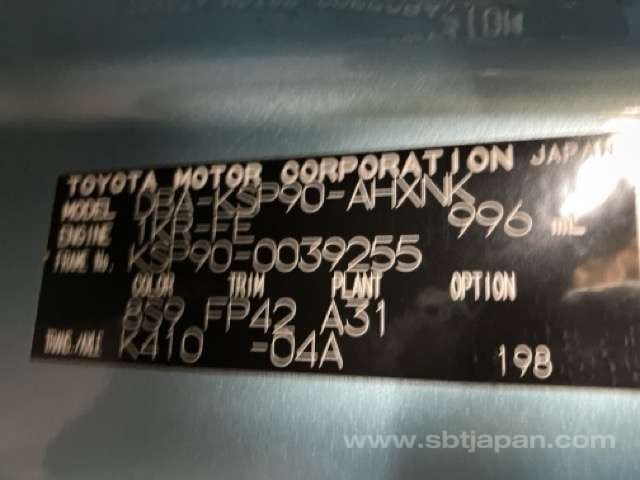 TOYOTA MOTOR CORPORATION JAPAN
MODEL DBA-KSP90-AHXNK
ENGINE 1KR-FE 996 mL
FRAME No. KSP90-0039255
COLOR TRIM PLANT OPTION
8S9 FP42 A31
TRANS./AXLE K410 -04A 198
www.sbtjapan.com